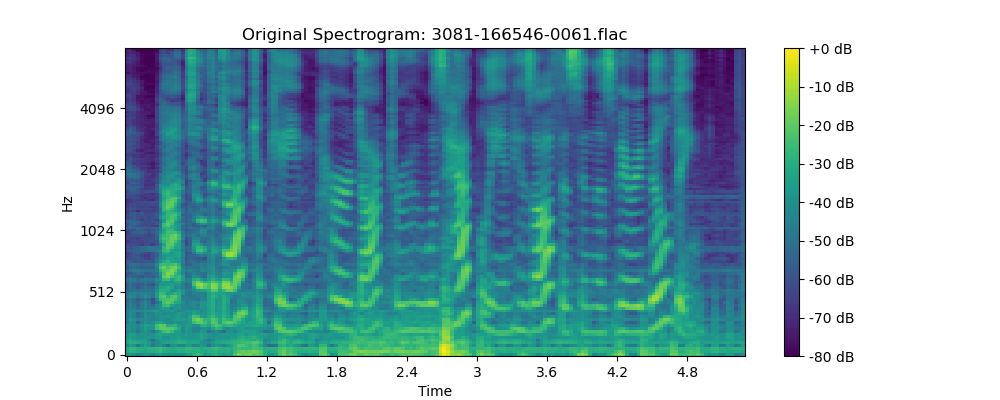 Original Spectrogram: 3081-166546-0061.flac
Hz
4096
2048
1024
512
0
0 0.6 1.2 1.8 2.4 3 3.6 4.2 4.8
Time
+0 dB
-10 dB
-20 dB
-30 dB
-40 dB
-50 dB
-60 dB
-70 dB
-80 dB